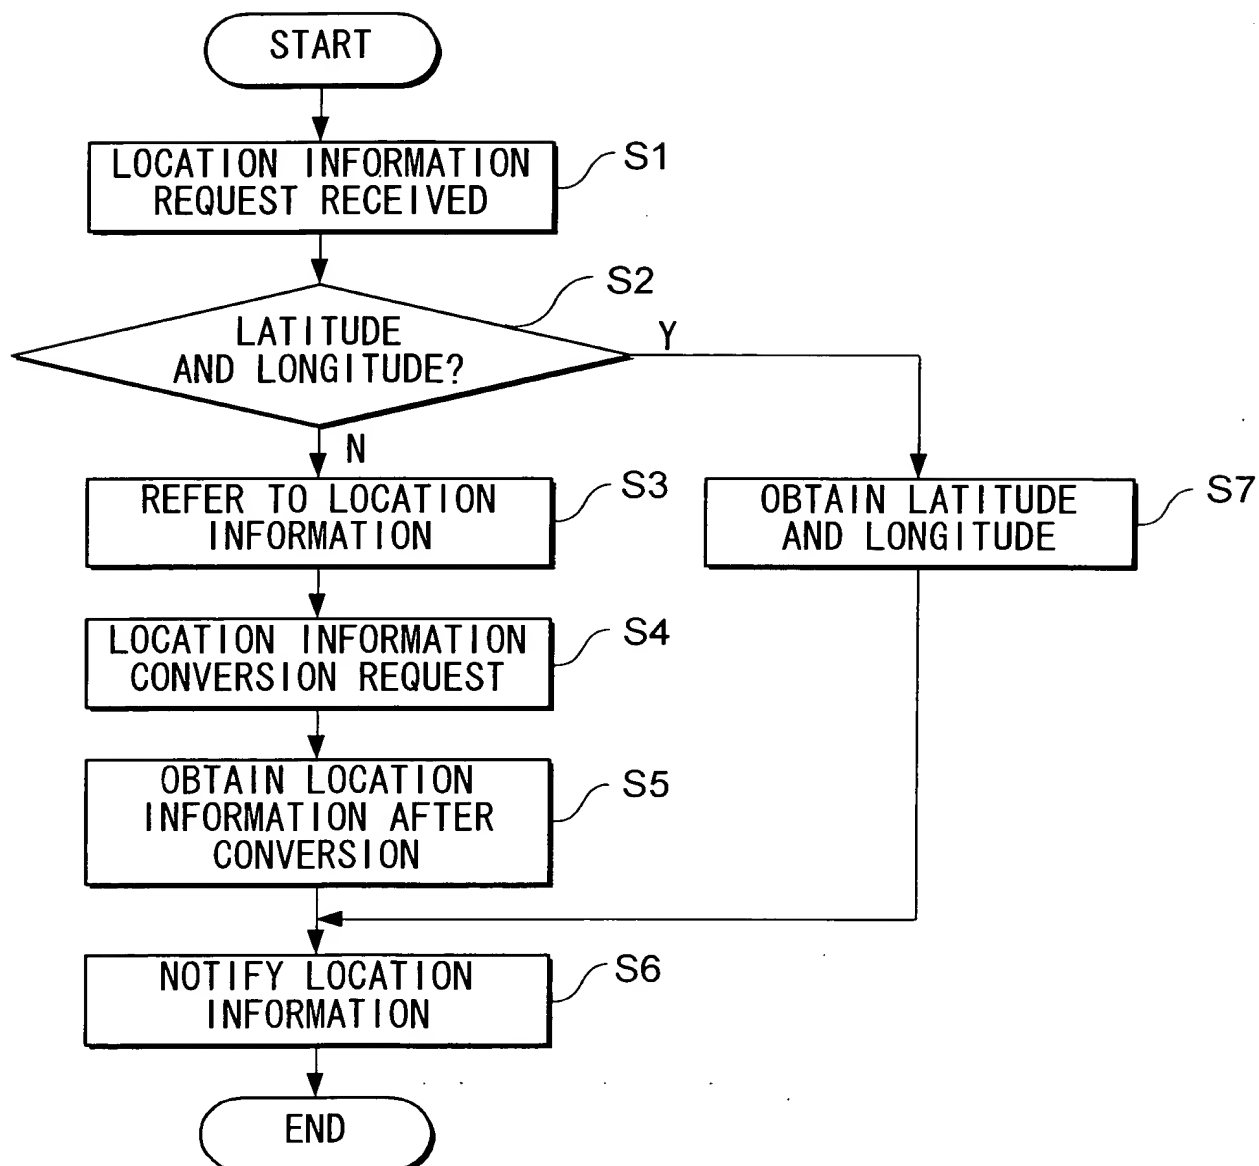 START
LOCATION INFORMATION
REQUEST RECEIVED
S1
LATITUDE
AND LONGITUDE?
S2
Y
N
REFER TO LOCATION
INFORMATION
S3
OBTAIN LATITUDE
AND LONGITUDE
S7
LOCATION INFORMATION
CONVERSION REQUEST
S4
OBTAIN LOCATION
INFORMATION AFTER
CONVERSION
S5
NOTIFY LOCATION
INFORMATION
S6
END